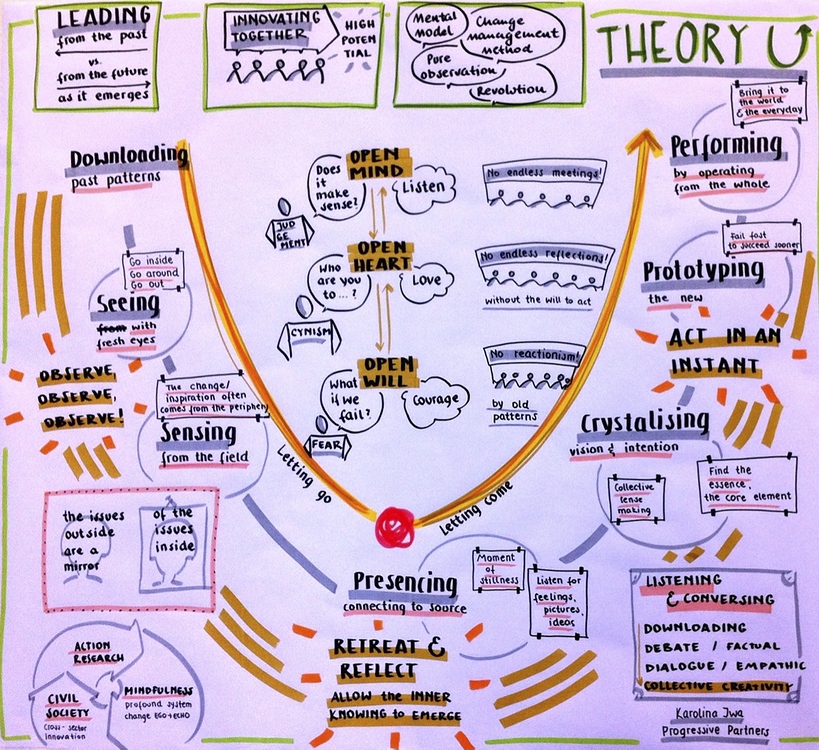 LEADING
from the past
vs.
from the future
as it emerges
INNOVATING
TOGETHER
HIGH
POTEN
TIAL
Mental
model
Change
management
method
Pure
observation
Revolution
THEORY U
Downloading
past patterns
Go inside
Go around
Go out
Seeing
from with
fresh eyes
OBSERVE,
OBSERVE,
OBSERVE!
The change/
inspiration often
comes from the periphery
Sensing
from the field
the issues
outside
are a
mirror
of the
issues
inside
ACTION
RESEARCH
CIVIL
SOCIETY
Cross-sector
innovation
MINDFULNESS
profound system
change EGO→ECHO
OPEN
MIND
Does
it
make
sense?
Listen
JUD
GE
MENT
OPEN
HEART
Who
are you
to ...?
Love
CYNISM
OPEN
WILL
What
if we
fail?
Courage
FEAR
No endless meetings!
No endless reflections!
without the will to act
No reactionism!
by old
patterns
Letting go
Letting come
Presencing
connecting to source
Moment
of
stillness
Listen for
feelings,
pictures,
ideas
RETREAT &
REFLECT
ALLOW the INNER
KNOWING to EMERGE
Bring it to
the world
& the everyday
Performing
by operating
from the whole
Fail fast
to succeed sooner
Prototyping
the new
ACT IN AN
INSTANT
Crystalising
vision & intention
Collective
sense
making
Find the
essence,
the core element
LISTENING
& CONVERSING
DOWNLOADING
DEBATE / FACTUAL
DIALOGUE / EMPATHIC
COLLECTIVE CREATIVITY
Karolina Iwa
Progressive Partners